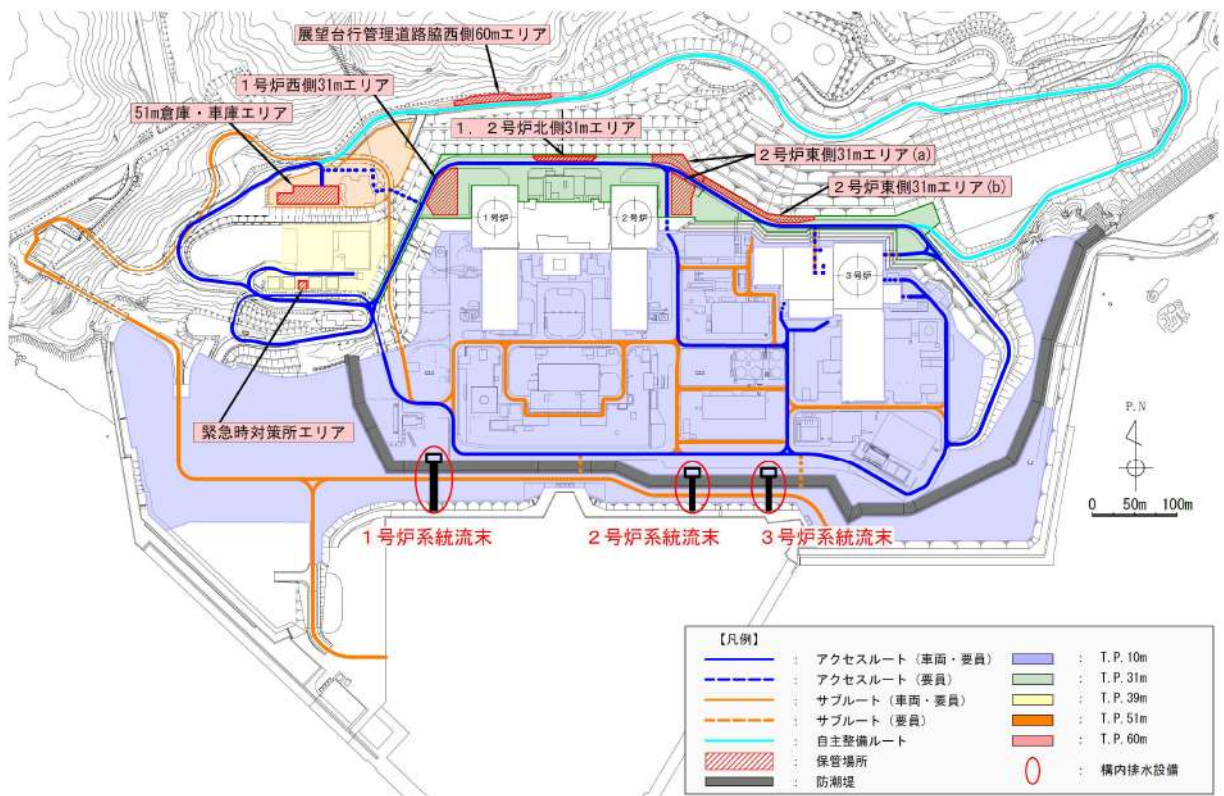 展望台行管理道路脇西側60mエリア
1号炉西側31mエリア
51m倉庫・車庫エリア
1．2号炉北側31mエリア
2号炉東側31mエリア(a)
2号炉東側31mエリア(b)
1号炉
2号炉
3号炉
緊急時対策所エリア
P.N
0 50m 100m
1号炉系統流末
2号炉系統流末
3号炉系統流末
【凡例】
： アクセスルート（車両・要員）
： アクセスルート（要員）
： サブルート（車両・要員）
： サブルート（要員）
： 自主整備ルート
： 保管場所
： 防潮堤
： T.P.10m
： T.P.31m
： T.P.39m
： T.P.51m
： T.P.60m
： 構内排水設備